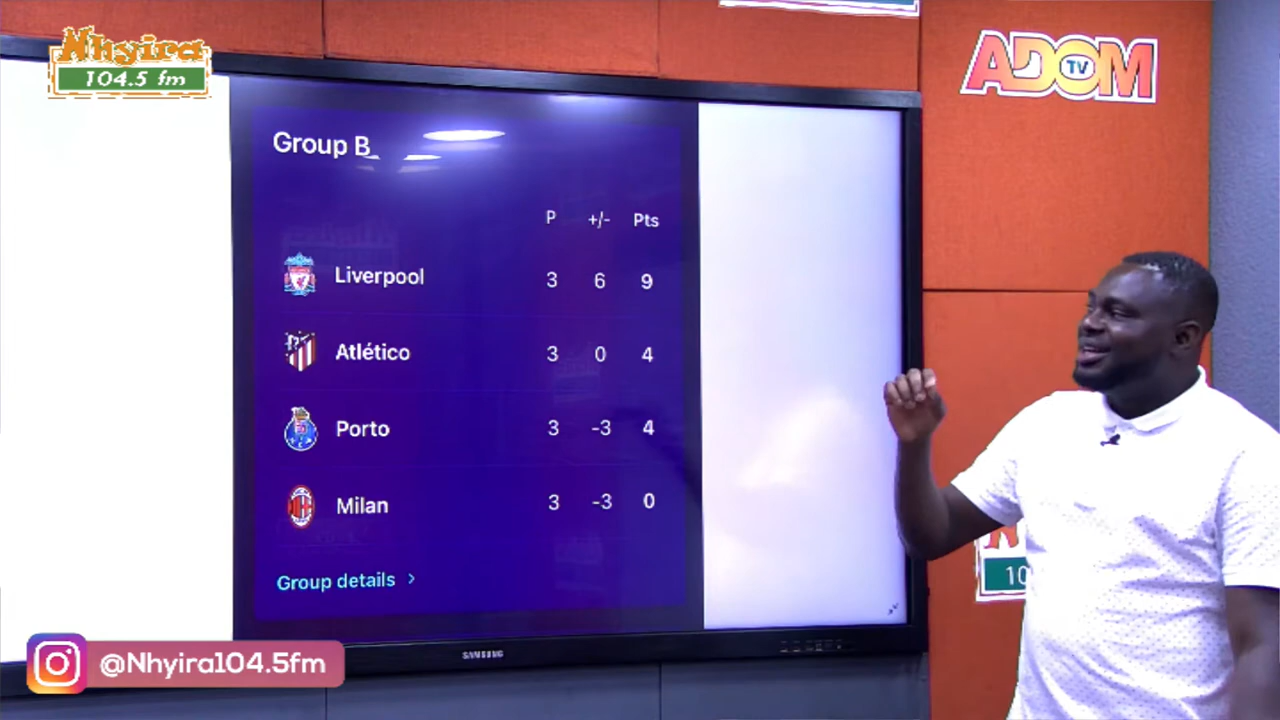 Nhyira
104.5 fm
ADOM
TV
Group B
P +/- Pts
Liverpool 3 6 9
Atlético 3 0 4
Porto 3 -3 4
Milan 3 -3 0
Group details >
10
SAMSUNG
@Nhyira104.5fm